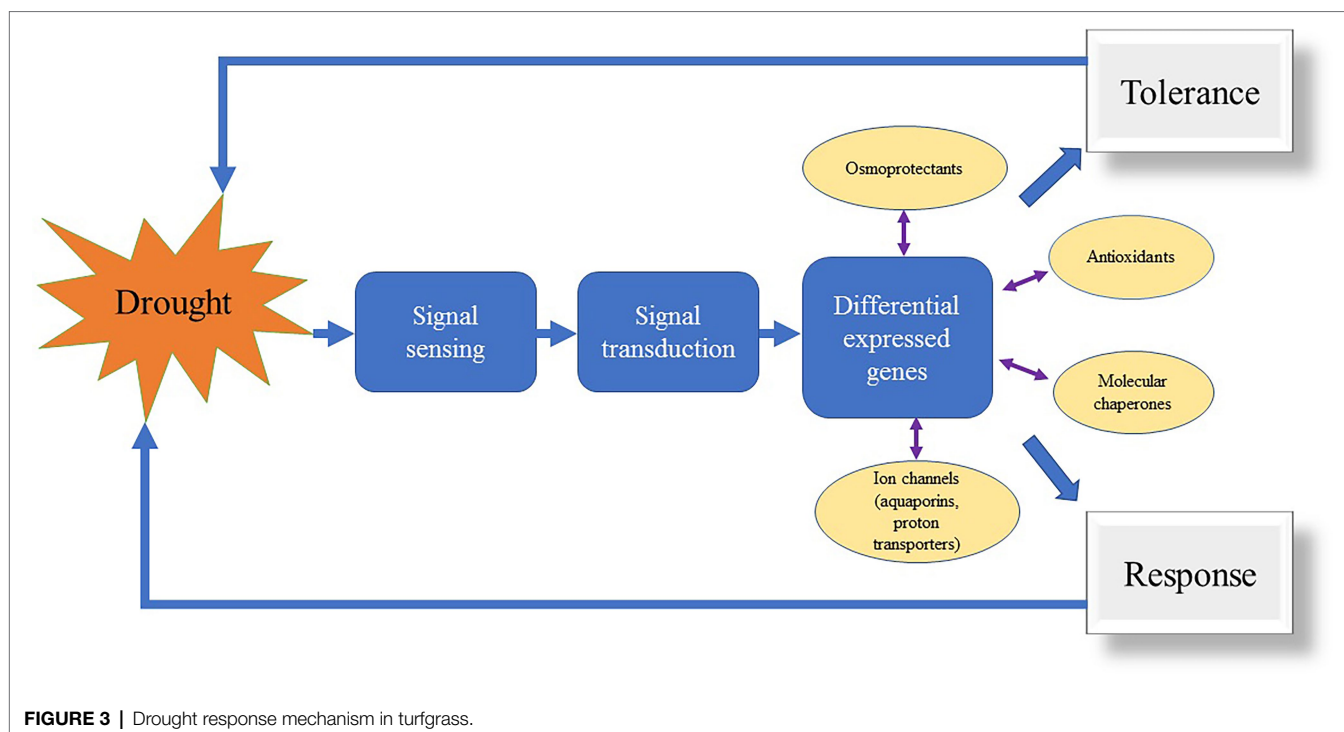 Tolerance
Osmoprotectants
Antioxidants
Drought
Signal
sensing
Signal
transduction
Differential
expressed
genes
Molecular
chaperones
Ion channels
(aquaporins,
proton
transporters)
Response
FIGURE 3 | Drought response mechanism in turfgrass.